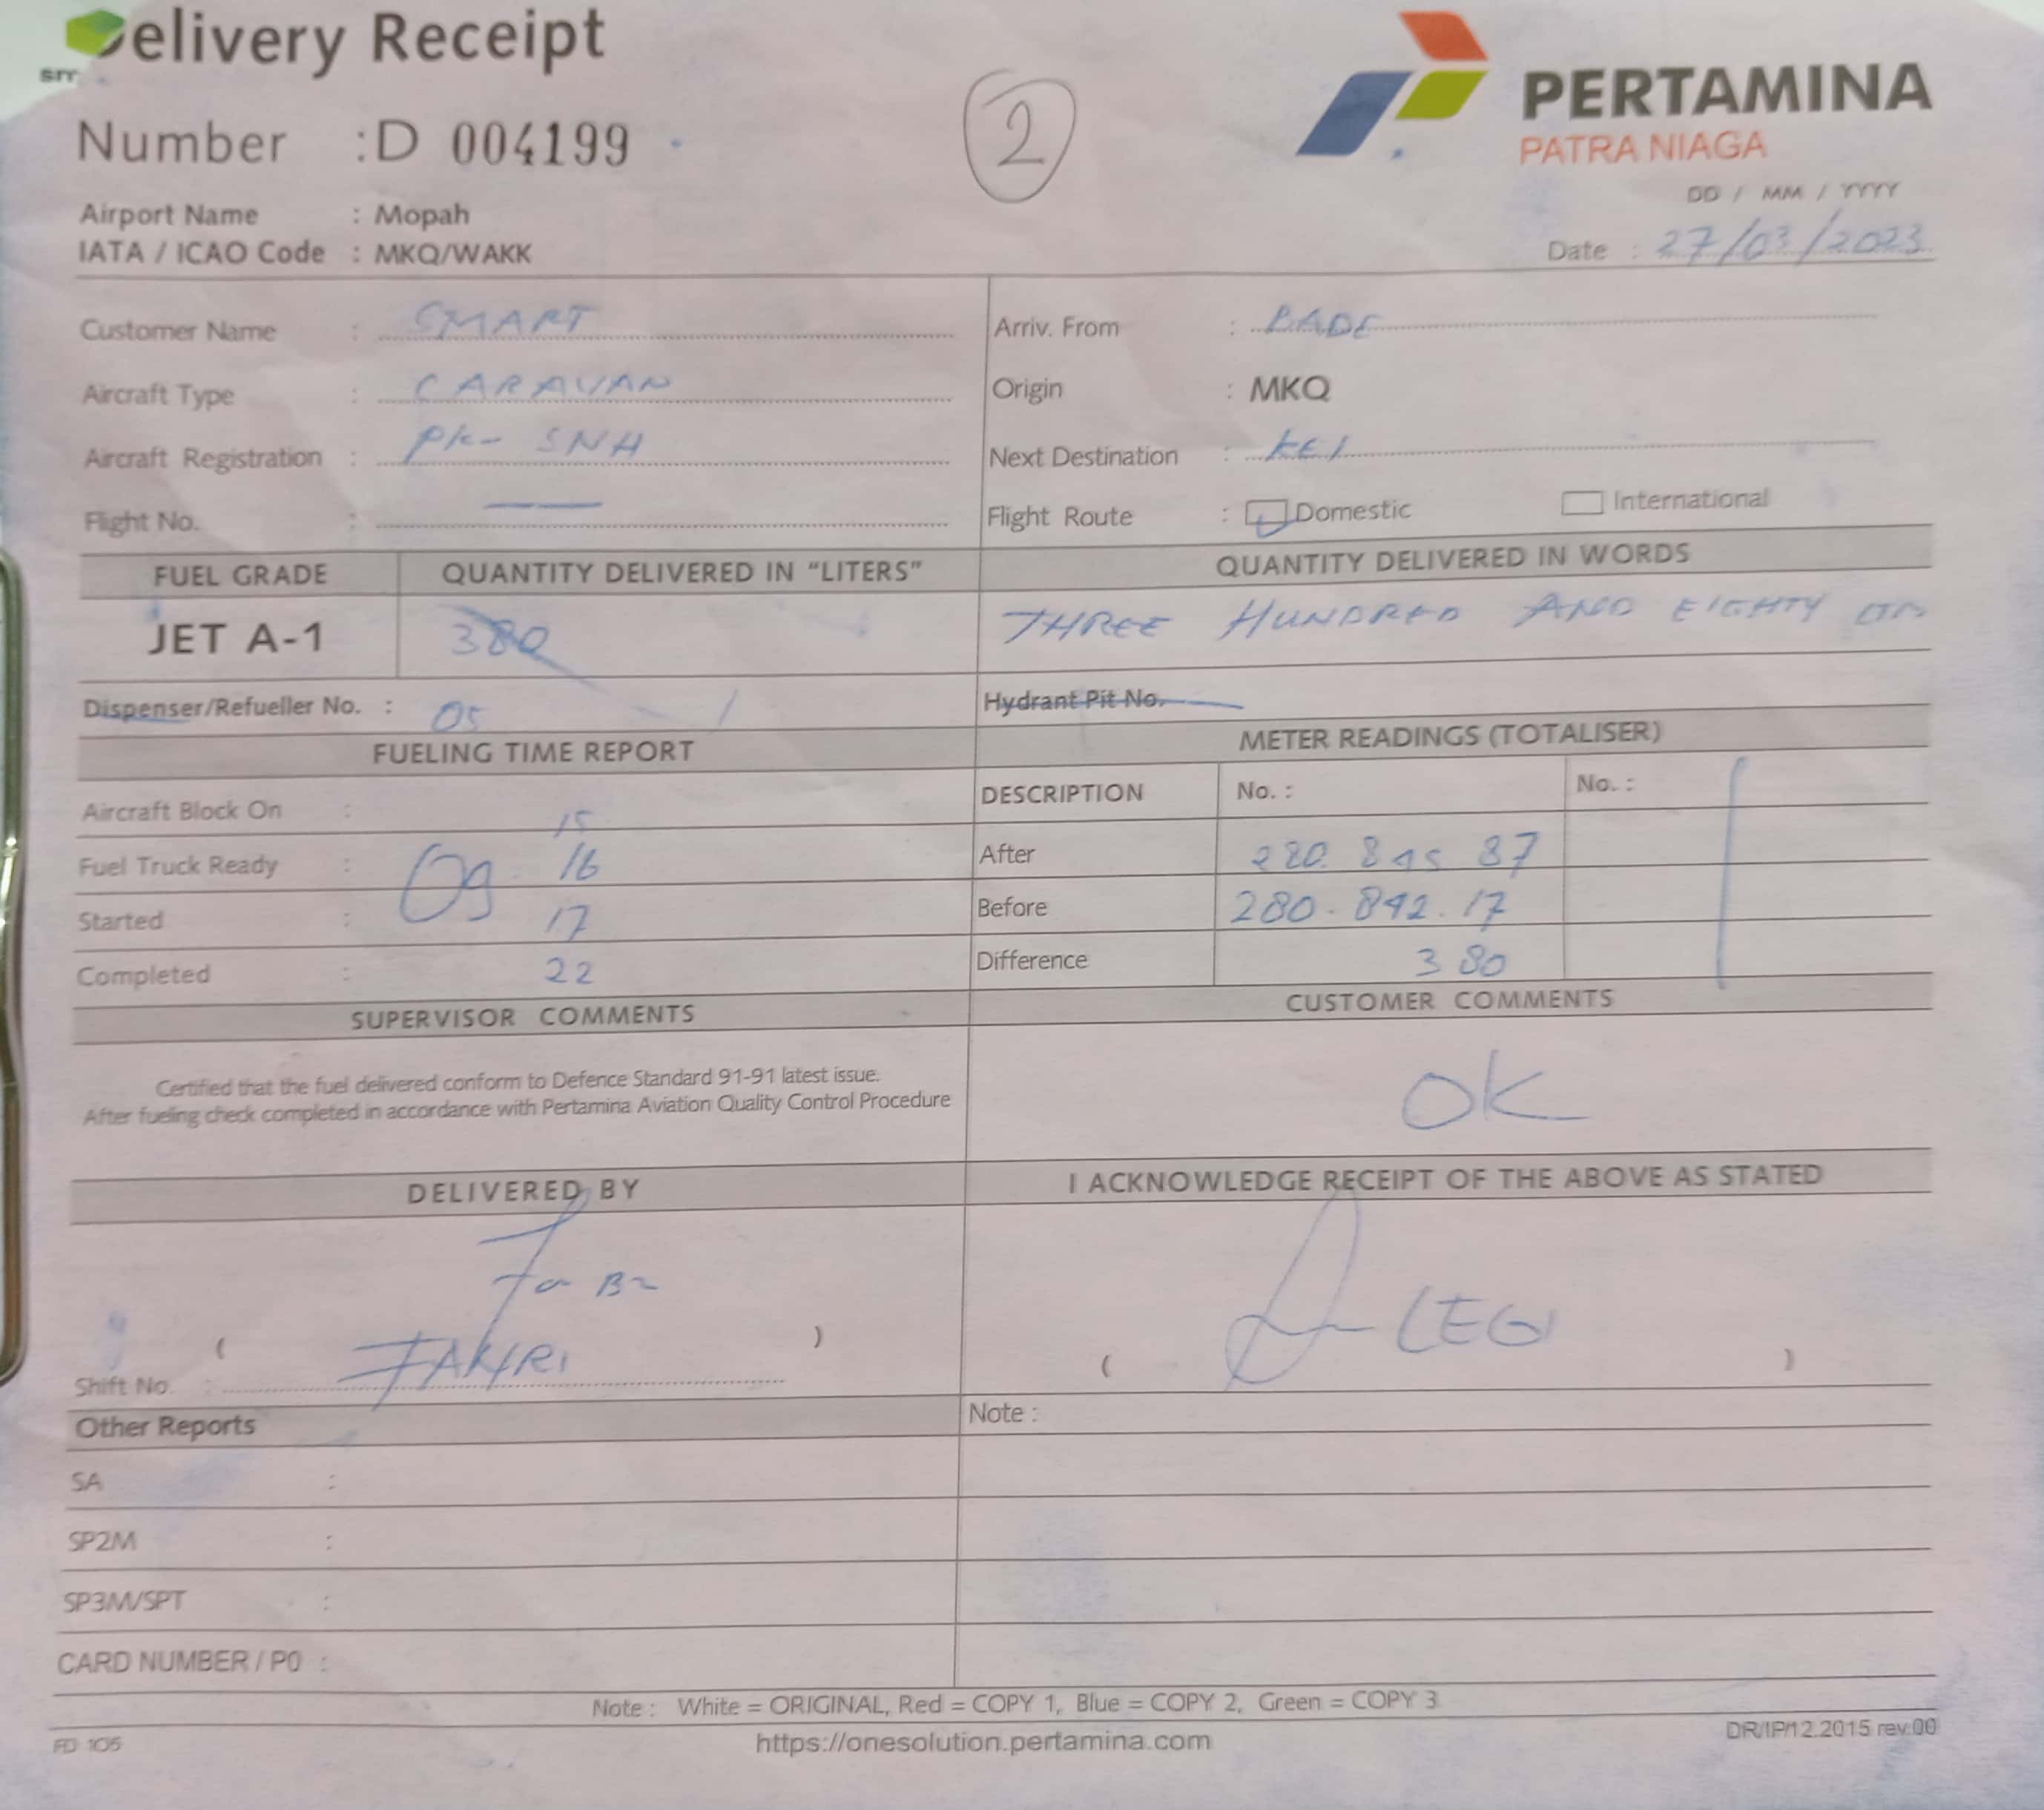 Delivery Receipt
Number : D 004199
2
PERTAMINA
PATRA NIAGA
DD / MM / YYYY
Date : 27/03/2023
Airport Name : Mopah
IATA / ICAO Code : MKQ/WAKK
Customer Name : SMART
Arriv. From : BADE
Aircraft Type : CARAVAN
Origin : MKQ
Aircraft Registration : PK- SNH
Next Destination : KEI
Flight No. : —
Flight Route : Domestic International
FUEL GRADE QUANTITY DELIVERED IN "LITERS" QUANTITY DELIVERED IN WORDS
JET A-1 380 THREE HUNDRED AND EIGHTY
Dispenser/Refueller No. : 05
Hydrant Pit No.
FUELING TIME REPORT METER READINGS (TOTALISER)
DESCRIPTION No. : No. :
Aircraft Block On : 15
Fuel Truck Ready : 09. 16
After 280. 845 87
Started : 17
Before 280. 842. 17
Completed : 22
Difference 380
SUPERVISOR COMMENTS CUSTOMER COMMENTS
Certified that the fuel delivered conform to Defence Standard 91-91 latest issue.
After fueling check completed in accordance with Pertamina Aviation Quality Control Procedure
OK
DELIVERED BY I ACKNOWLEDGE RECEIPT OF THE ABOVE AS STATED
( )
( LEGI )
Shift No. :
Other Reports Note :
SA :
SP2M :
SP3M/SPT :
CARD NUMBER / P0 :
Note : White = ORIGINAL, Red = COPY 1, Blue = COPY 2, Green = COPY 3
FD 105 https://onesolution.pertamina.com DR/IP/12.2015 rev.00